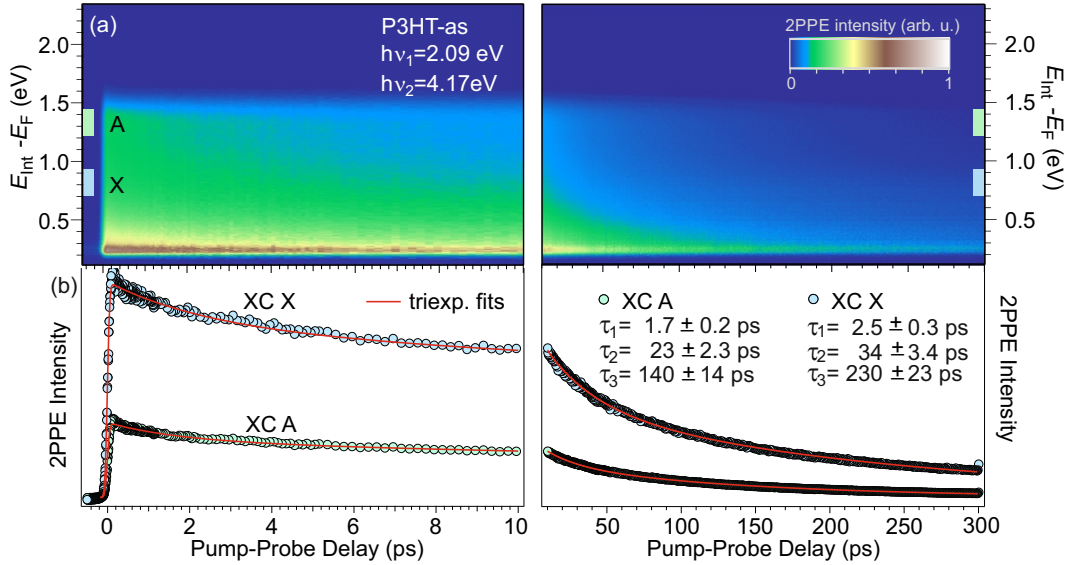 (a)
P3HT-as
hν₁=2.09 eV
hν₂=4.17eV
A
X
E_Int -E_F (eV)
2.0
1.5
1.0
0.5
2PPE intensity (arb. u.)
0 1
2.0
1.5
1.0
0.5
E_Int -E_F (eV)
(b)
XC X
triexp. fits
XC A
2PPE Intensity
0 2 4 6 8 10
Pump-Probe Delay (ps)
XC A XC X
τ₁= 1.7 ± 0.2 ps τ₁= 2.5 ± 0.3 ps
τ₂= 23 ± 2.3 ps τ₂= 34 ± 3.4 ps
τ₃= 140 ± 14 ps τ₃= 230 ± 23 ps
2PPE Intensity
50 100 150 200 250 300
Pump-Probe Delay (ps)